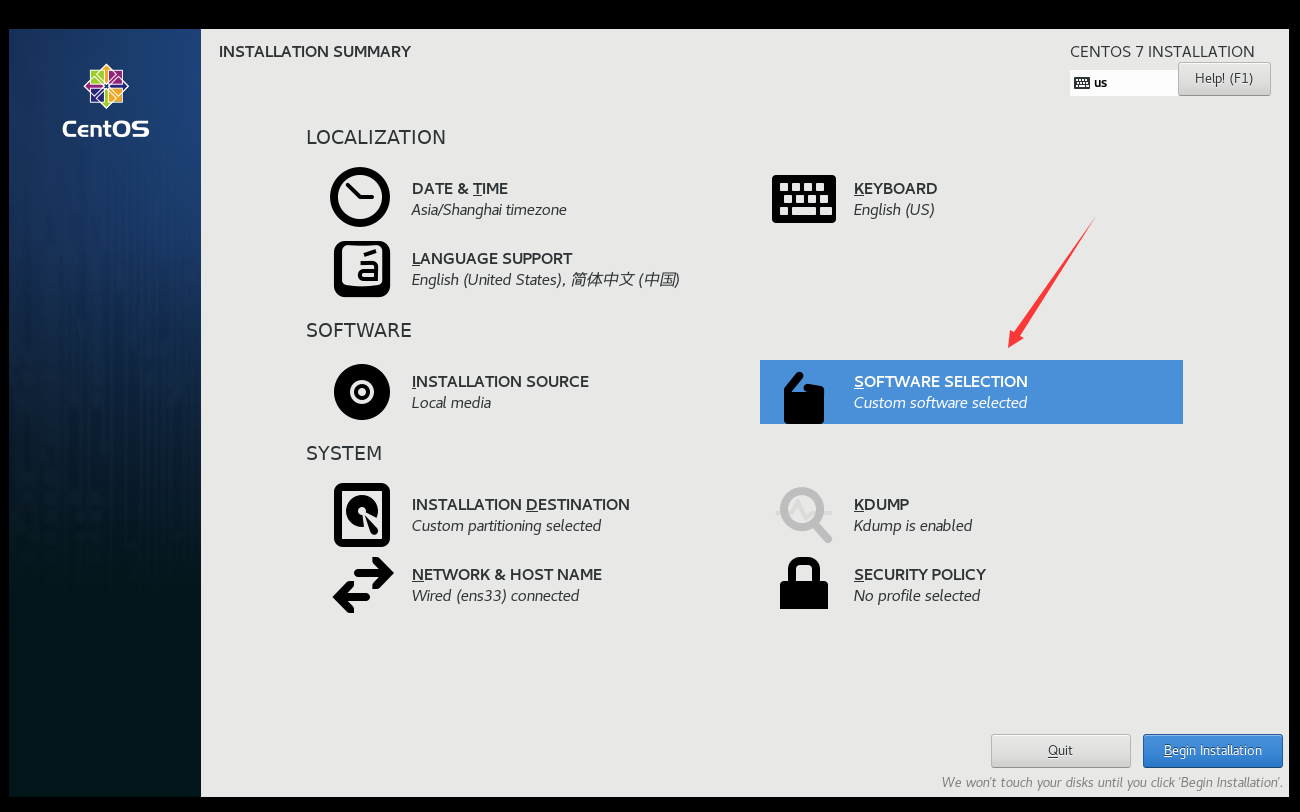 INSTALLATION SUMMARY
CENTOS 7 INSTALLATION
us
Help! (F1)
CentOS
LOCALIZATION
DATE & TIME
Asia/Shanghai timezone
KEYBOARD
English (US)
LANGUAGE SUPPORT
English (United States), 简体中文 (中国)
SOFTWARE
INSTALLATION SOURCE
Local media
SOFTWARE SELECTION
Custom software selected
SYSTEM
INSTALLATION DESTINATION
Custom partitioning selected
KDUMP
Kdump is enabled
NETWORK & HOST NAME
Wired (ens33) connected
SECURITY POLICY
No profile selected
Quit
Begin Installation
We won't touch your disks until you click 'Begin Installation'.